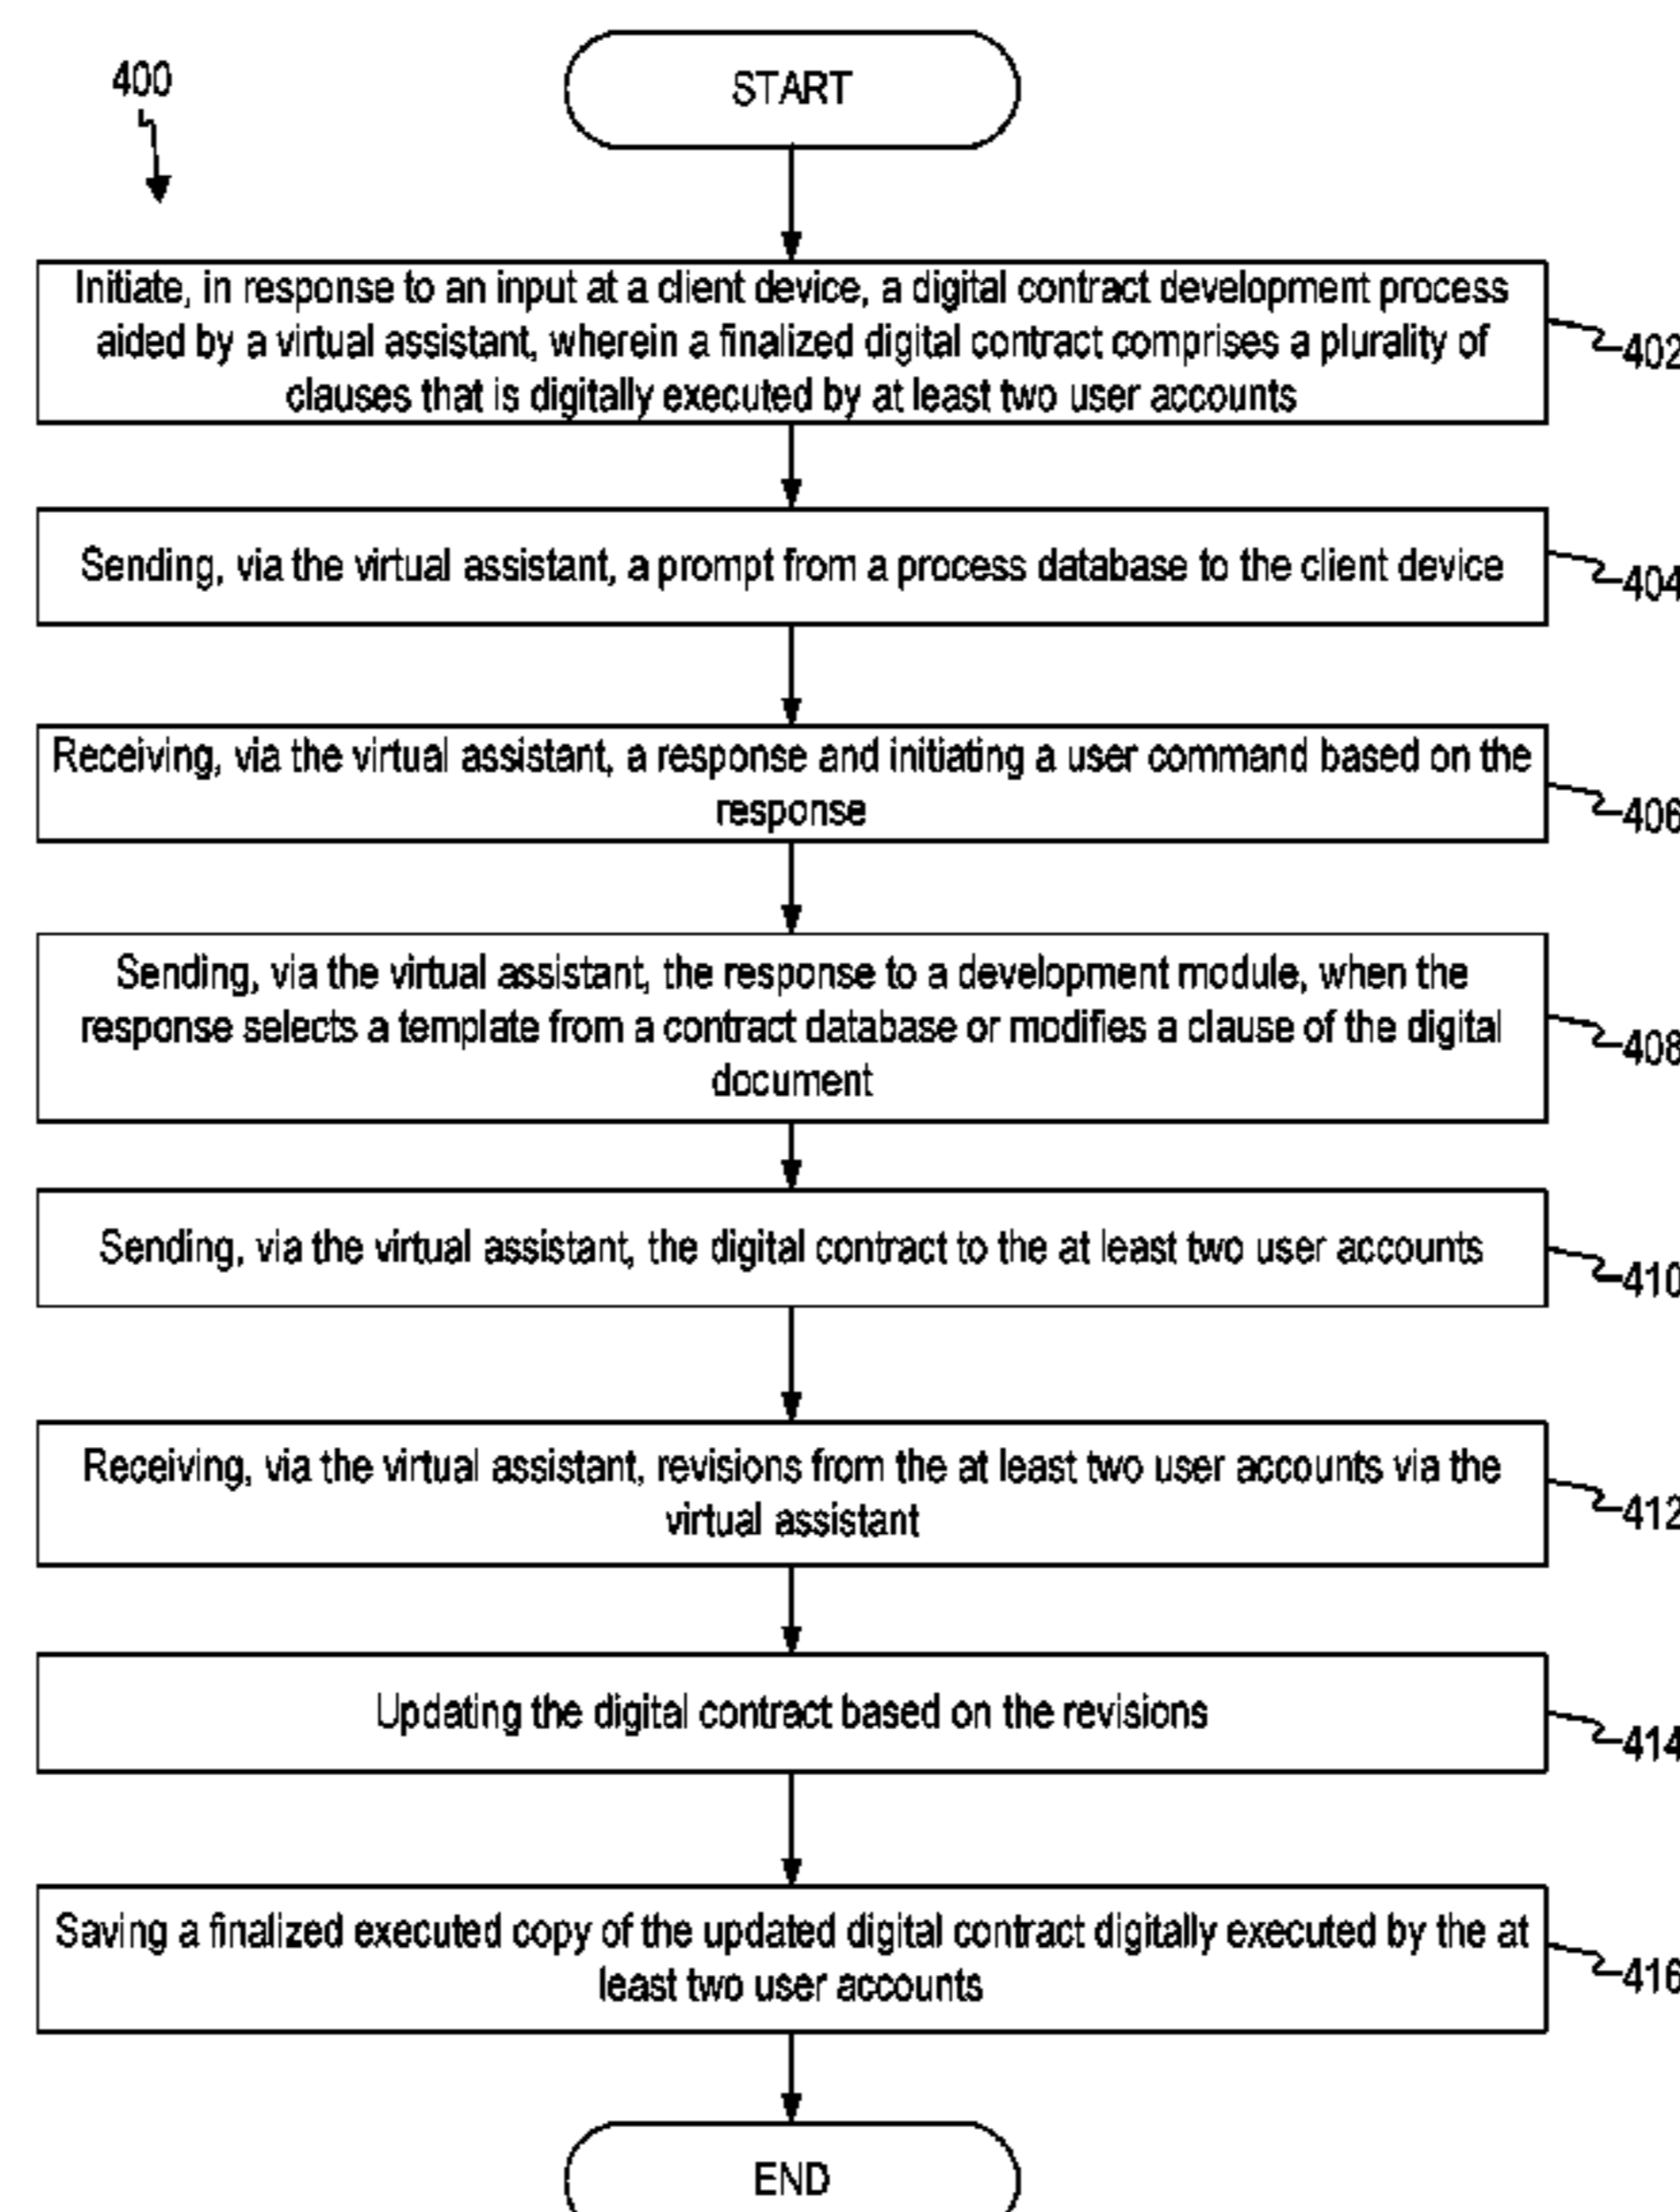 400
START
Initiate, in response to an input at a client device, a digital contract development process
aided by a virtual assistant, wherein a finalized digital contract comprises a plurality of
clauses that is digitally executed by at least two user accounts
402
Sending, via the virtual assistant, a prompt from a process database to the client device
404
Receiving, via the virtual assistant, a response and initiating a user command based on the
response
406
Sending, via the virtual assistant, the response to a development module, when the
response selects a template from a contract database or modifies a clause of the digital
document
408
Sending, via the virtual assistant, the digital contract to the at least two user accounts
410
Receiving, via the virtual assistant, revisions from the at least two user accounts via the
virtual assistant
412
Updating the digital contract based on the revisions
414
Saving a finalized executed copy of the updated digital contract digitally executed by the at
least two user accounts
416
END